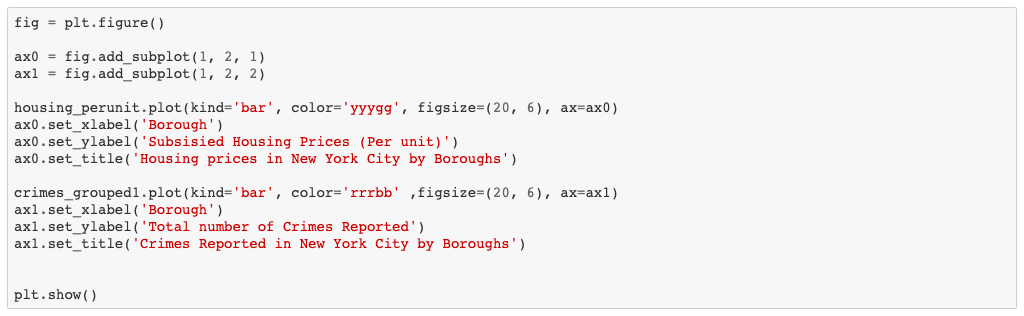 fig = plt.figure()
ax0 = fig.add_subplot(1, 2, 1)
ax1 = fig.add_subplot(1, 2, 2)
housing_perunit.plot(kind='bar', color='yyygg', figsize=(20, 6), ax=ax0)
ax0.set_xlabel('Borough')
ax0.set_ylabel('Subsisied Housing Prices (Per unit)')
ax0.set_title('Housing prices in New York City by Boroughs')
crimes_grouped1.plot(kind='bar', color='rrrbb' ,figsize=(20, 6), ax=ax1)
ax1.set_xlabel('Borough')
ax1.set_ylabel('Total number of Crimes Reported')
ax1.set_title('Crimes Reported in New York City by Boroughs')
plt.show()